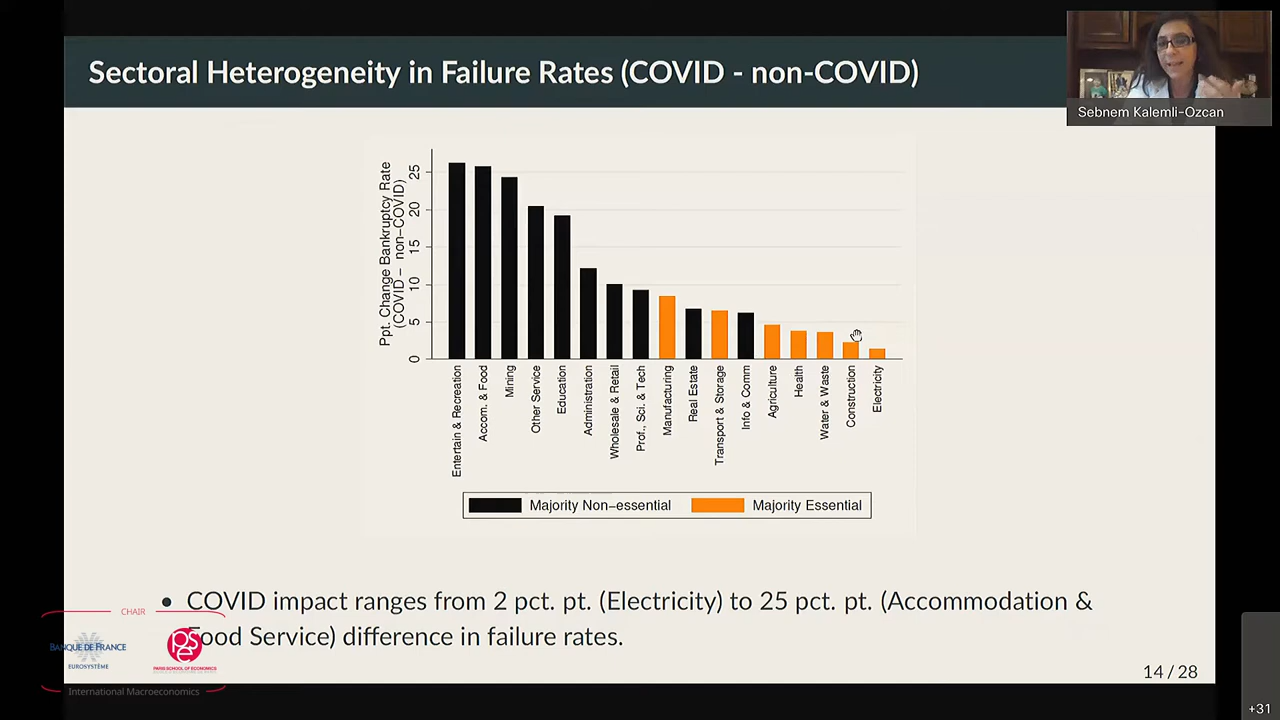 Sectoral Heterogeneity in Failure Rates (COVID - non-COVID)
Sebnem Kalemli-Ozcan
Ppt. Change Bankruptcy Rate
(COVID − non−COVID)
25
20
15
10
5
0
Entertain & Recreation
Accom. & Food
Mining
Other Service
Education
Administration
Wholesale & Retail
Prof., Sci. & Tech
Manufacturing
Real Estate
Transport & Storage
Info & Comm
Agriculture
Health
Water & Waste
Construction
Electricity
Majority Non−essential
Majority Essential
• COVID impact ranges from 2 pct. pt. (Electricity) to 25 pct. pt. (Accommodation &
Food Service) difference in failure rates.
CHAIR
BANQUE DE FRANCE
EUROSYSTÈME
PSE
PARIS SCHOOL OF ECONOMICS
International Macroeconomics
14 / 28
+31